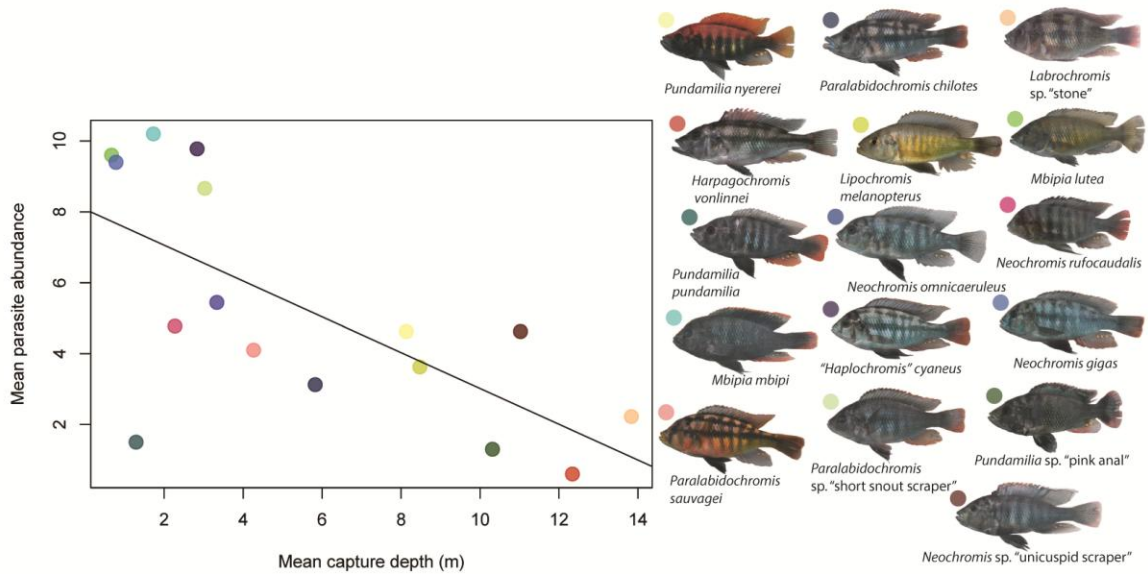 Pundamilia nyererei
Paralabidochromis chilotes
Labrochromis
sp. "stone"
Harpagochromis
vonlinnei
Lipochromis
melanopterus
Mbipia lutea
Pundamilia
pundamilia
Neochromis omnicaeruleus
Neochromis rufocaudalis
Mbipia mbipi
"Haplochromis" cyaneus
Neochromis gigas
Paralabidochromis
sauvagei
Paralabidochromis
sp. "short snout scraper"
Pundamilia sp. "pink anal"
Neochromis sp. "unicuspid scraper"
Mean parasite abundance
10
8
6
4
2
2
4
6
8
10
12
14
Mean capture depth (m)